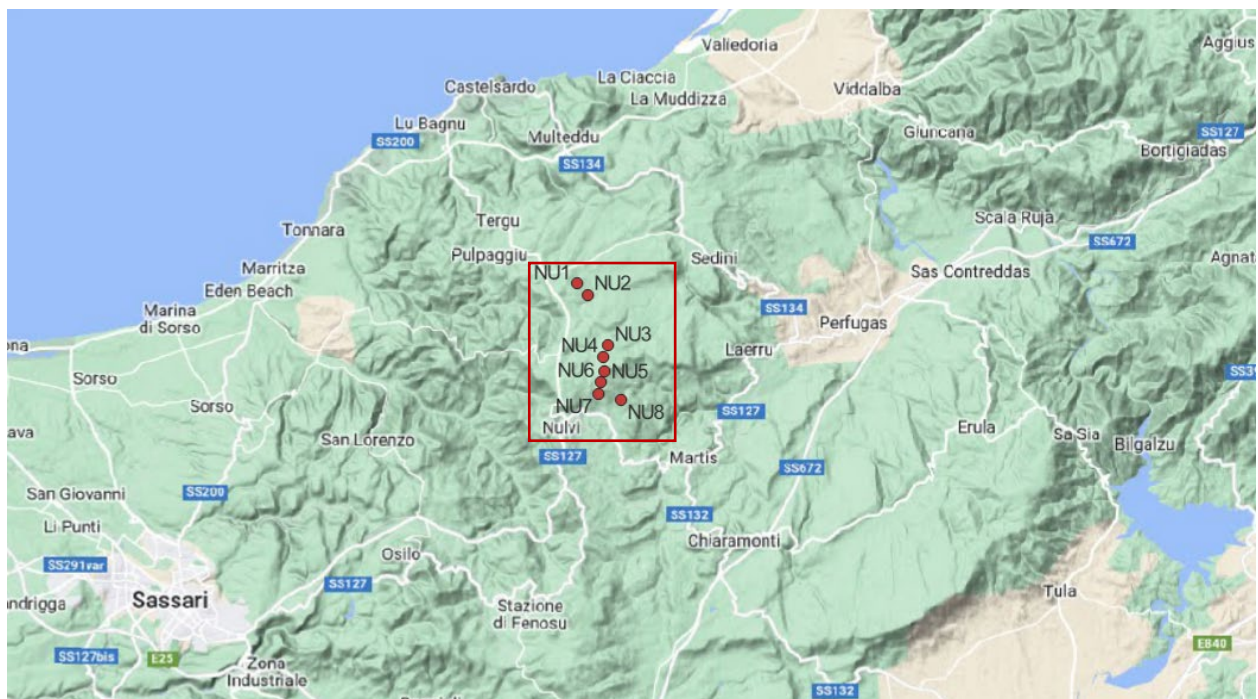 Valledoria
Aggius
La Ciaccia
Castelsardo
La Muddizza
Viddalba
Lu Bagnu
Multeddu
Giuncana
SS127
SS200
Bortigiadas
SS134
Tergu
Scala Ruja
Tonnara
SS672
Pulpaggiu
Sedini
Agnata
Marritza
NU1
NU2
Sas Contreddas
Eden Beach
Marina
di Sorso
SS134
Perfugas
NU3
NU4
Laerru
ona
NU6
NU5
SS39
Sorso
Sorso
NU7
NU8
SS127
ava
Nulvi
Erula
San Lorenzo
Sa Sia
Bilgalzu
SS127
Martis
SS672
San Giovanni
SS200
Li Punti
SS132
Chiaramonti
Osilo
SS291var
SS127
andrigga
Sassari
Stazione
di Fenosu
Tula
E840
SS127bis
E25
Zona
Industriale
SS132